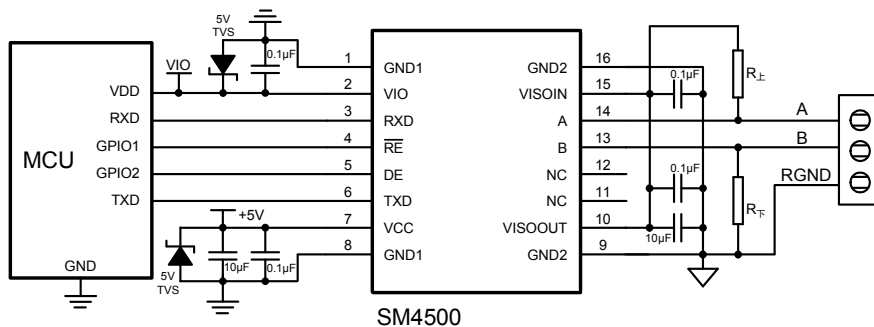 5V
TVS
0.1μF
VIO
MCU
VDD
RXD
GPIO1
GPIO2
TXD
GND
+5V
5V
TVS
10μF
0.1μF
1
2
3
4
5
6
7
8
GND1
VIO
RXD
RE
DE
TXD
VCC
GND1
GND2
VISOIN
A
B
NC
NC
VISOOUT
GND2
16
15
14
13
12
11
10
9
SM4500
0.1μF
0.1μF
10μF
R上
R下
A
B
RGND